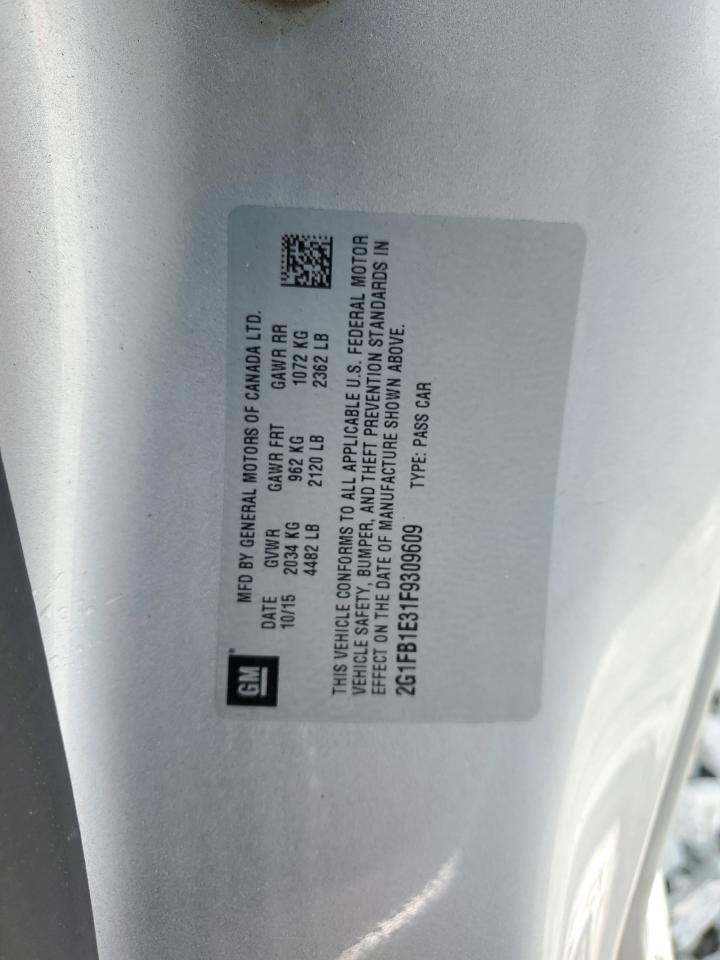 GM
MFD BY GENERAL MOTORS OF CANADA LTD.
DATE GVWR GAWR FRT GAWR RR
10/15 2034 KG 962 KG 1072 KG
4482 LB 2120 LB 2362 LB
THIS VEHICLE CONFORMS TO ALL APPLICABLE U.S. FEDERAL MOTOR
VEHICLE SAFETY, BUMPER, AND THEFT PREVENTION STANDARDS IN
EFFECT ON THE DATE OF MANUFACTURE SHOWN ABOVE.
2G1FB1E31F9309609 TYPE: PASS CAR